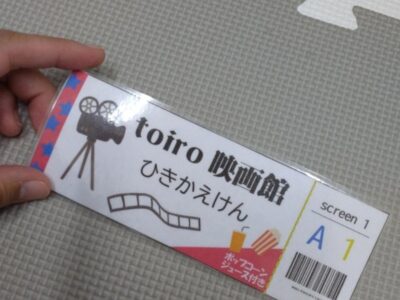 toiro 映画館
ひきかえけん
ポップコーン
ジュース付き
screen 1
A 1